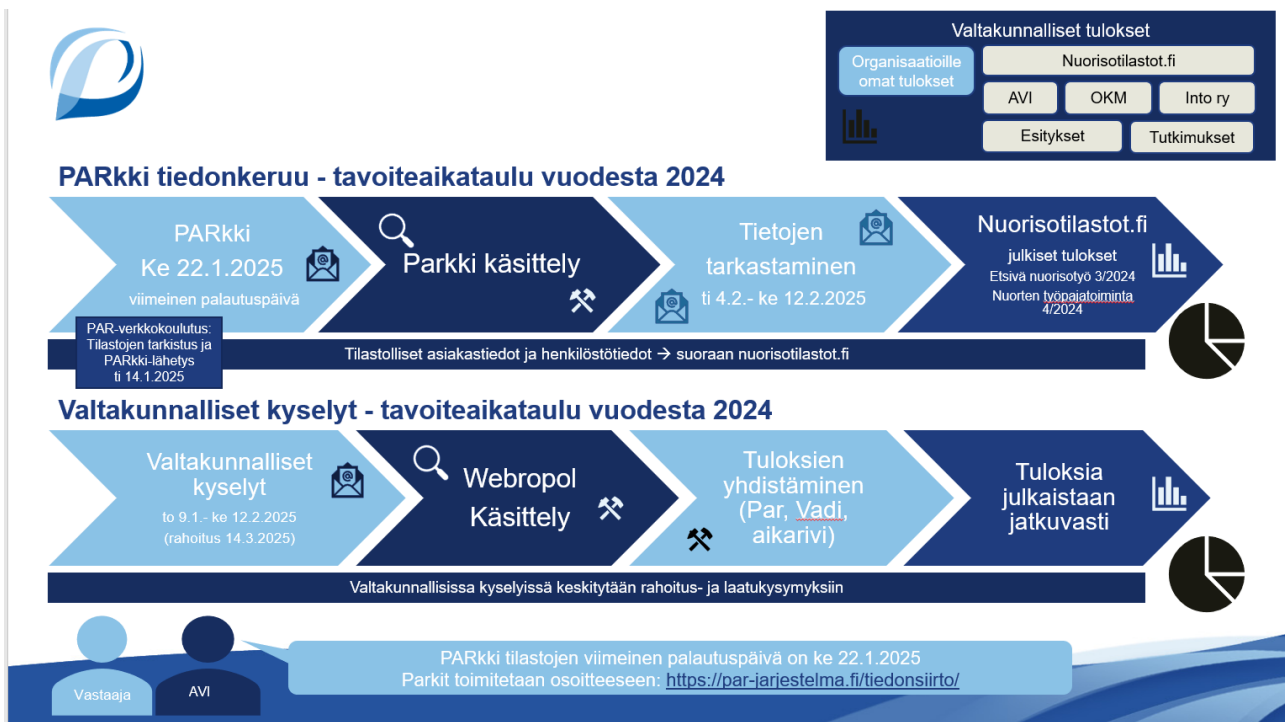 Valtakunnalliset tulokset
Organisaatioille
omat tulokset
Nuorisotilastot.fi
AVI
OKM
Into ry
Esitykset
Tutkimukset
PARkki tiedonkeruu - tavoiteaikataulu vuodesta 2024
PARkki
Ke 22.1.2025
viimeinen palautuspäivä
Parkki käsittely
Tietojen
tarkastaminen
ti 4.2.- ke 12.2.2025
Nuorisotilastot.fi
julkiset tulokset
Etsivä nuorisotyö 3/2024
Nuorten työpajatoiminta
4/2024
PAR-verkkokoulutus:
Tilastojen tarkistus ja
PARkki-lähetys
ti 14.1.2025
Tilastolliset asiakastiedot ja henkilöstötiedot → suoraan nuorisotilastot.fi
Valtakunnalliset kyselyt - tavoiteaikataulu vuodesta 2024
Valtakunnalliset
kyselyt
to 9.1.- ke 12.2.2025
(rahoitus 14.3.2025)
Webropol
Käsittely
Tuloksien
yhdistäminen
(Par, Vadi,
aikarivi)
Tuloksia
julkaistaan
jatkuvasti
Valtakunnallisissa kyselyissä keskitytään rahoitus- ja laatukysymyksiin
Vastaaja
AVI
PARkki tilastojen viimeinen palautuspäivä on ke 22.1.2025
Parkit toimitetaan osoitteeseen: https://par-jarjestelma.fi/tiedonsiirto/